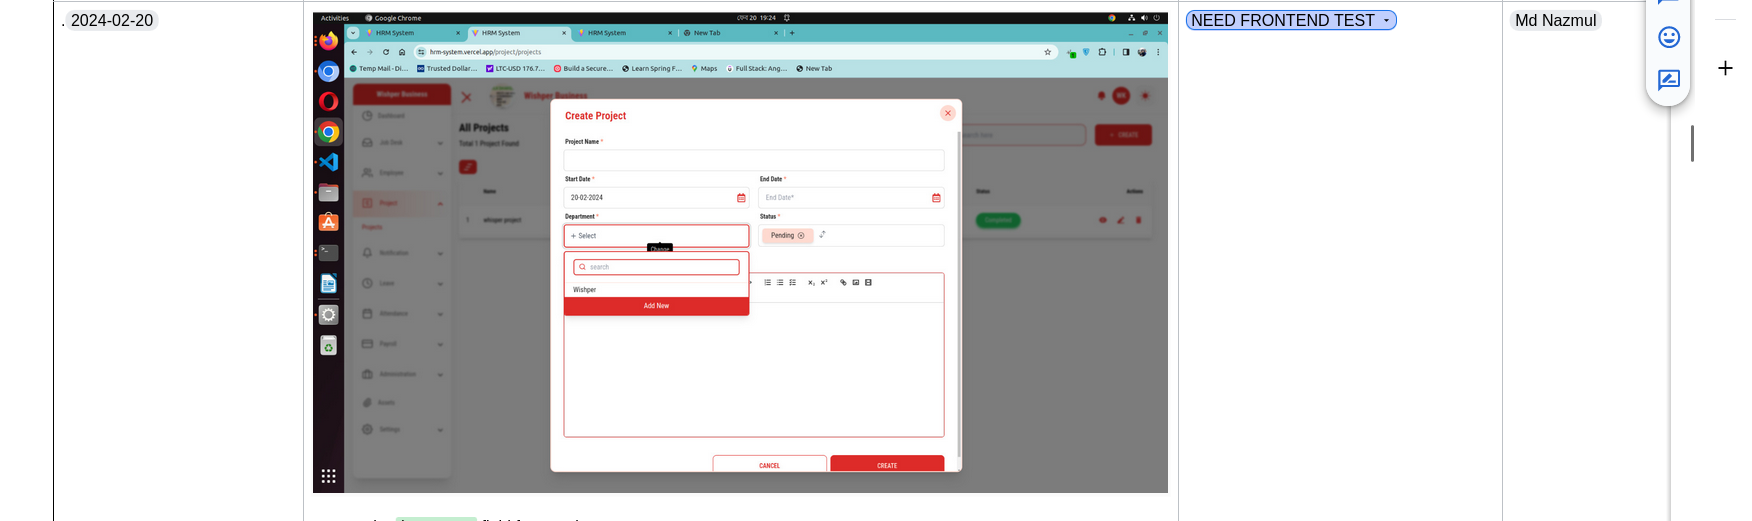 . 2024-02-20
NEED FRONTEND TEST
Md Nazmul
Activities
Google Chrome
19:24
HRM System
HRM System
HRM System
New Tab
hrm-system.vercel.app/project/projects
Temp Mail - Di...
Trusted Dollar...
LTC-USD 176.7...
Build a Secure...
Learn Spring F...
Maps
Full Stack: Ang...
New Tab
Wishper Business
Wishper Business
Dashboard
Job Desk
Employee
Project
Projects
Notification
Leave
Attendance
Payroll
Administration
Assets
Settings
All Projects
Total 1 Project Found
+ CREATE
Name
Status
Actions
1
whisper project
Completed
Create Project
Project Name *
Start Date *
End Date *
20-02-2024
End Date*
Department *
Status *
+ Select
Pending
Change
search
Wishper
Add New
CANCEL
CREATE